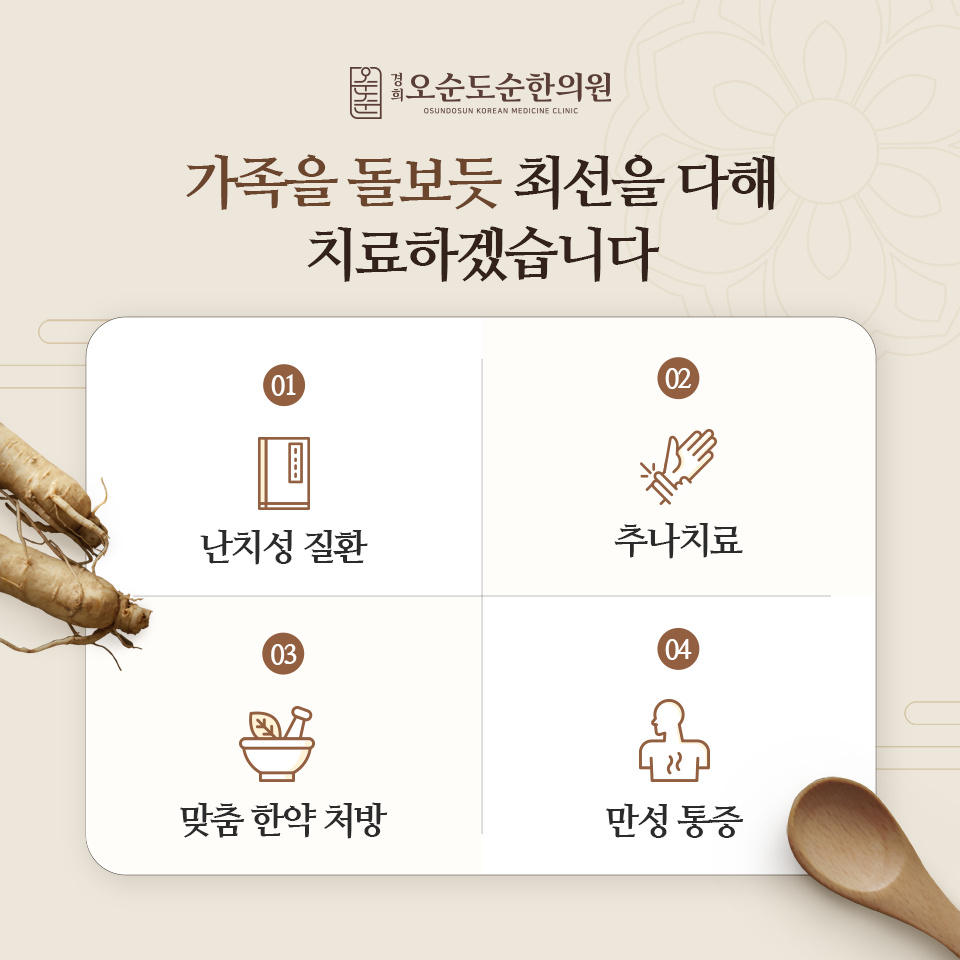 오순도순
경희 오순도순한의원
OSUNDOSUN KOREAN MEDICINE CLINIC
가족을 돌보듯 최선을 다해
치료하겠습니다
01
난치성 질환
02
추나치료
03
맞춤 한약 처방
04
만성 통증